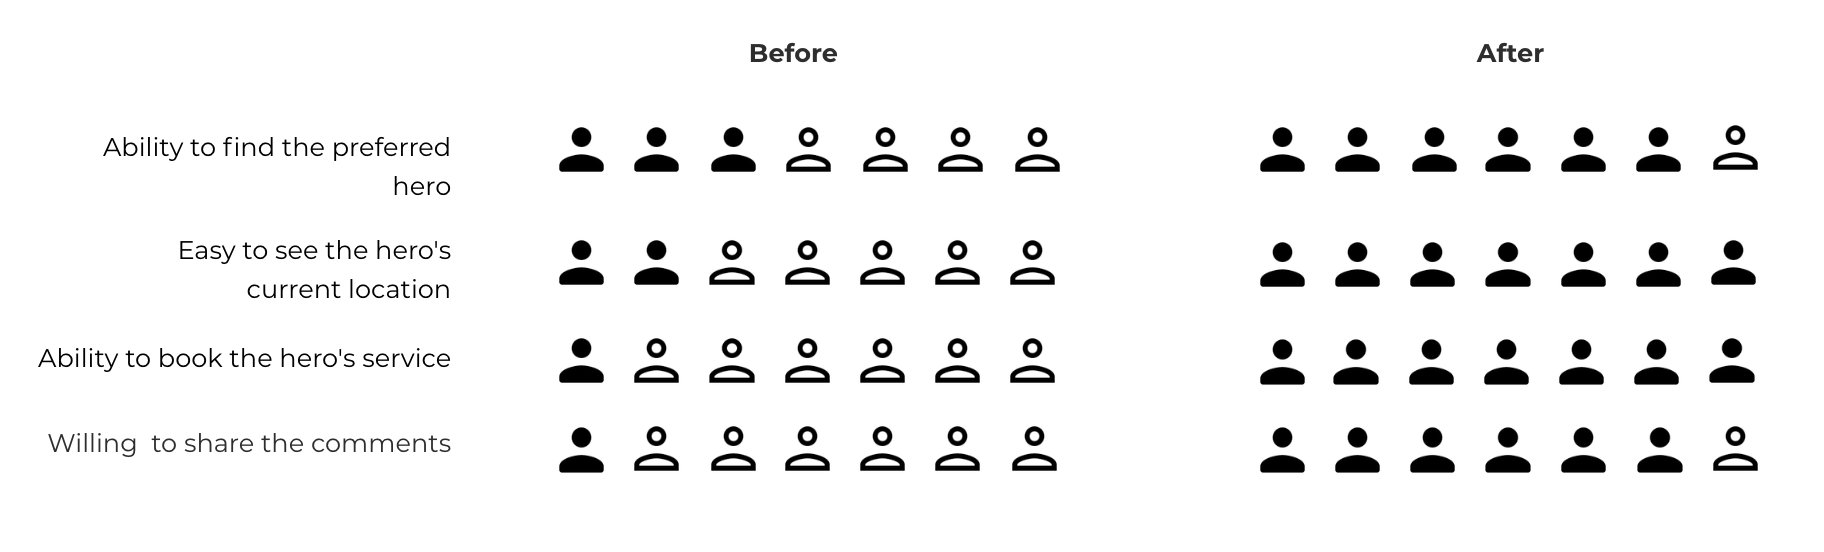 Before
After
Ability to find the preferred
hero
Easy to see the hero's
current location
Ability to book the hero's service
Willing  to share the comments